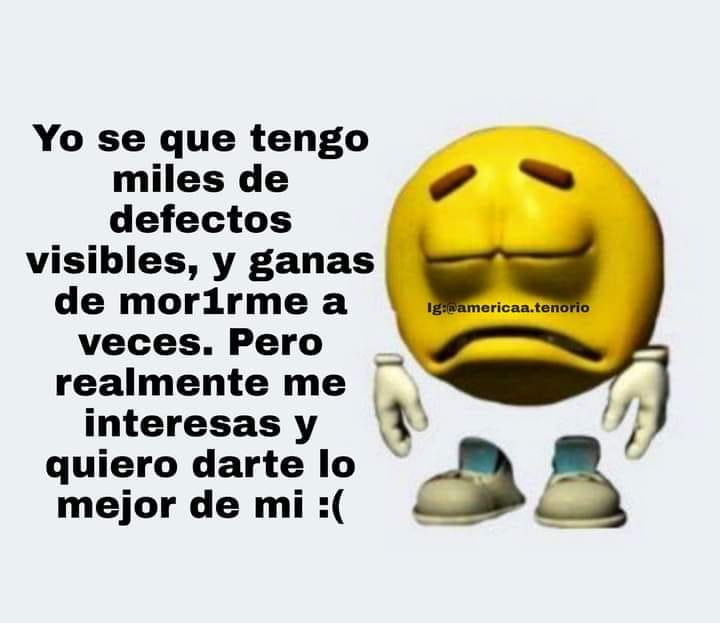 Yo se que tengo
miles de
defectos
visibles, y ganas
de mor1rme a
veces. Pero
realmente me
interesas y
quiero darte lo
mejor de mi :(
Ig:@americaa.tenorio